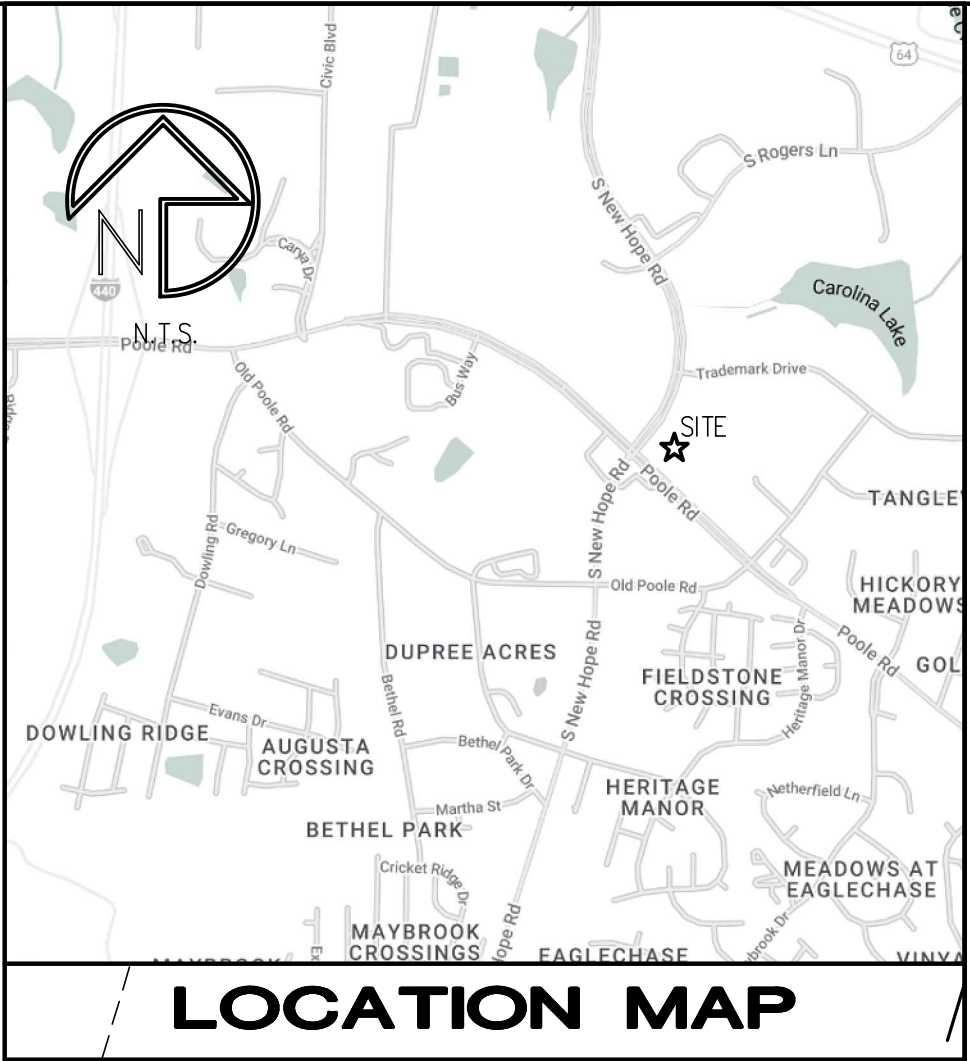 Civic Blvd
64
S Rogers Ln
S New Hope Rd
N
Carya Dr
440
Carolina Lake
N.T.S.
Poole Rd
Old Poole Rd
Bus Way
Trademark Drive
SITE
S New Hope Rd
Poole Rd
Gregory Ln
Dowling Rd
Old Poole Rd
HICKORY
MEADOWS
DUPREE ACRES
Poole Rd
FIELDSTONE
CROSSING
Heritage Manor Dr
GOL
Bethel Rd
S New Hope Rd
Evans Dr
DOWLING RIDGE
AUGUSTA
CROSSING
Bethel Park Dr
HERITAGE
MANOR
Netherfield Ln
Martha St
BETHEL PARK
Cricket Ridge Dr
MEADOWS AT
EAGLECHASE
MAYBROOK
CROSSINGS
Hope Rd
EAGLECHASE
LOCATION MAP